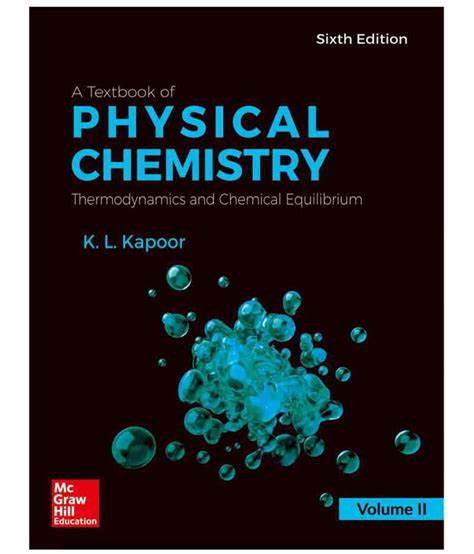 Sixth Edition
A Textbook of
PHYSICAL
CHEMISTRY
Thermodynamics and Chemical Equilibrium
K. L. Kapoor
Mc
Graw
Hill
Education
Volume II